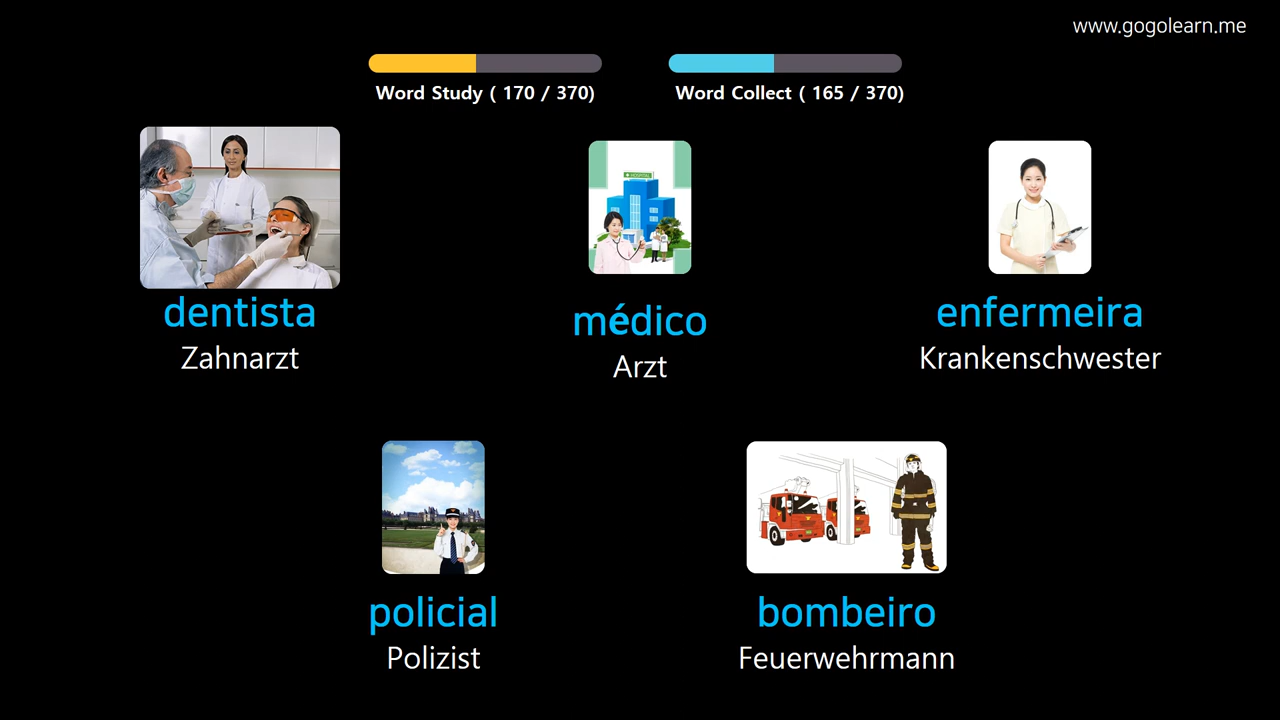 www.gogolearn.me
Word Study ( 170 / 370)
Word Collect ( 165 / 370)
HOSPITAL
dentista
Zahnarzt
médico
Arzt
enfermeira
Krankenschwester
policial
Polizist
bombeiro
Feuerwehrmann